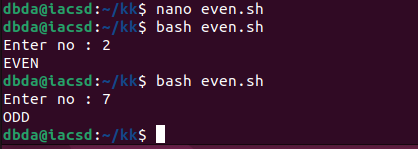 dbda@iacsd:~/kk$ nano even.sh
dbda@iacsd:~/kk$ bash even.sh
Enter no : 2
EVEN
dbda@iacsd:~/kk$ bash even.sh
Enter no : 7
ODD
dbda@iacsd:~/kk$